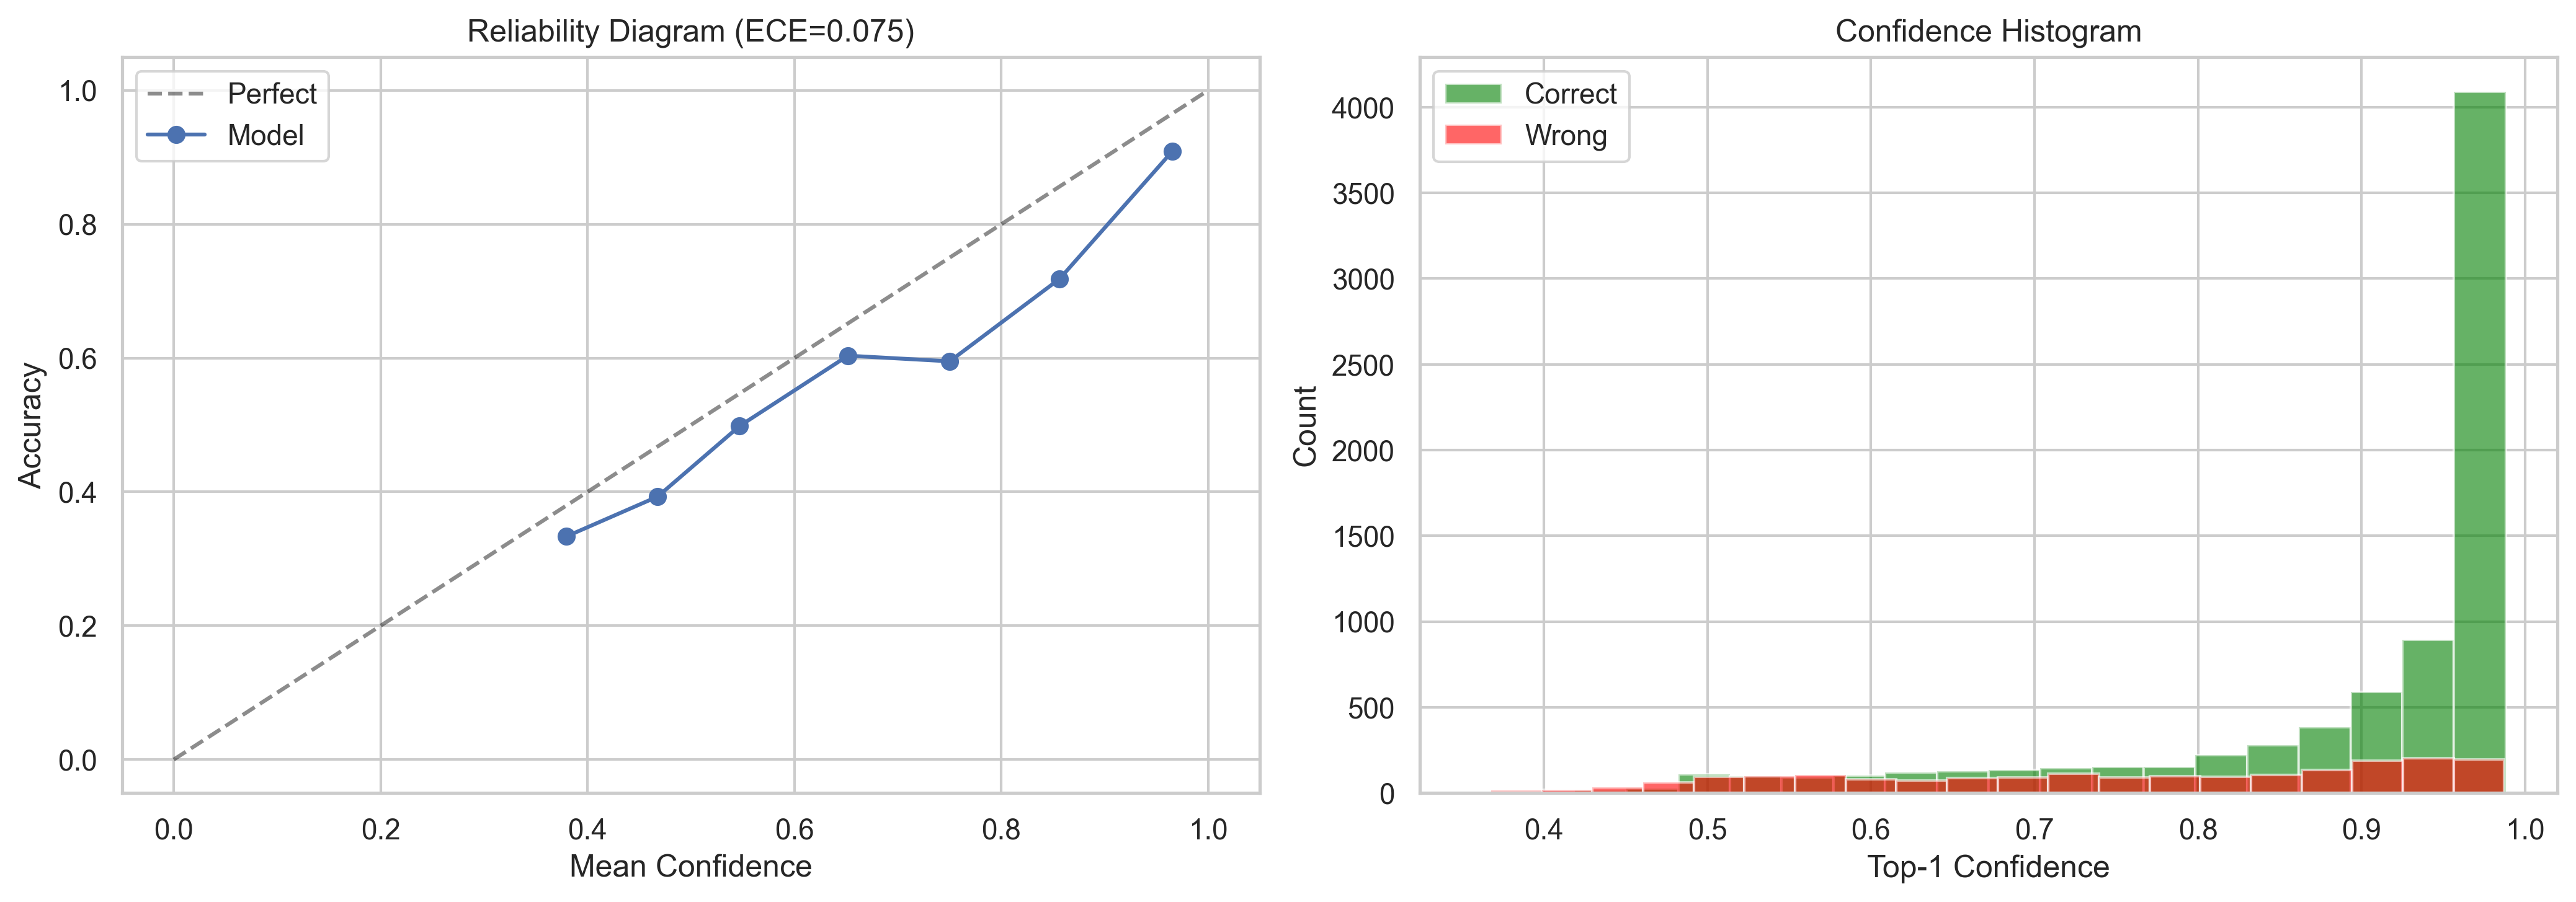 Reliability Diagram (ECE=0.075)
Perfect
Model
1.0
0.8
0.6
0.4
0.2
0.0
Accuracy
0.0 0.2 0.4 0.6 0.8 1.0
Mean Confidence
Confidence Histogram
Correct
Wrong
4000
3500
3000
2500
2000
1500
1000
500
0
Count
0.4 0.5 0.6 0.7 0.8 0.9 1.0
Top-1 Confidence